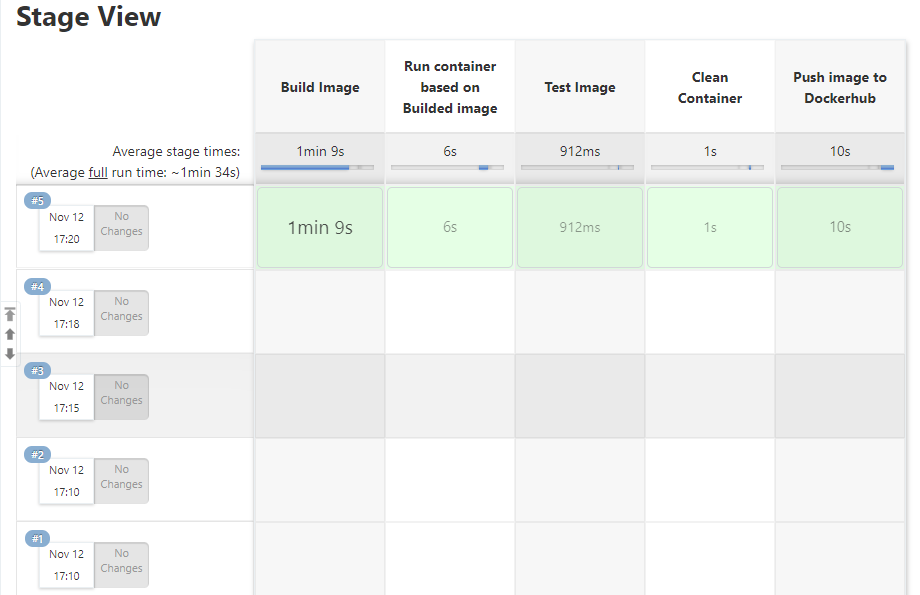 Stage View
Build Image
Run container
based on
Builded image
Test Image
Clean
Container
Push image to
Dockerhub
Average stage times:
(Average full run time: ~1min 34s)
1min 9s
6s
912ms
1s
10s
#5
Nov 12
17:20
No
Changes
1min 9s
6s
912ms
1s
10s
#4
Nov 12
17:18
No
Changes
#3
Nov 12
17:15
No
Changes
#2
Nov 12
17:10
No
Changes
#1
Nov 12
17:10
No
Changes